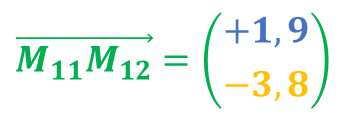 M₁₁M₁₂ = (+1, 9
−3, 8)